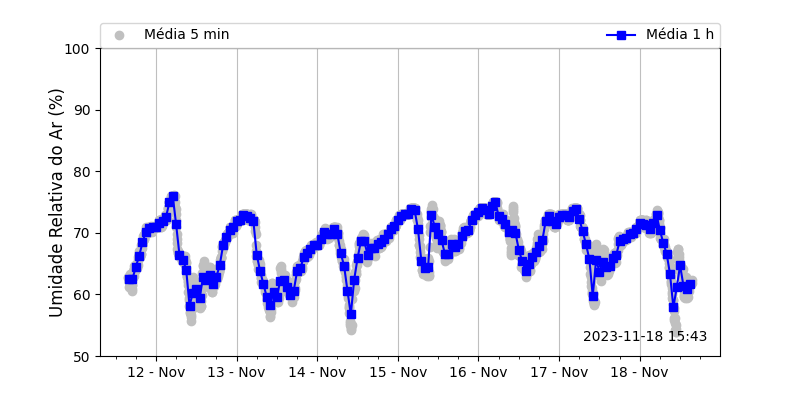 Média 5 min
Média 1 h
100
90
80
70
60
50
Umidade Relativa do Ar (%)
2023-11-18 15:43
12 - Nov
13 - Nov
14 - Nov
15 - Nov
16 - Nov
17 - Nov
18 - Nov